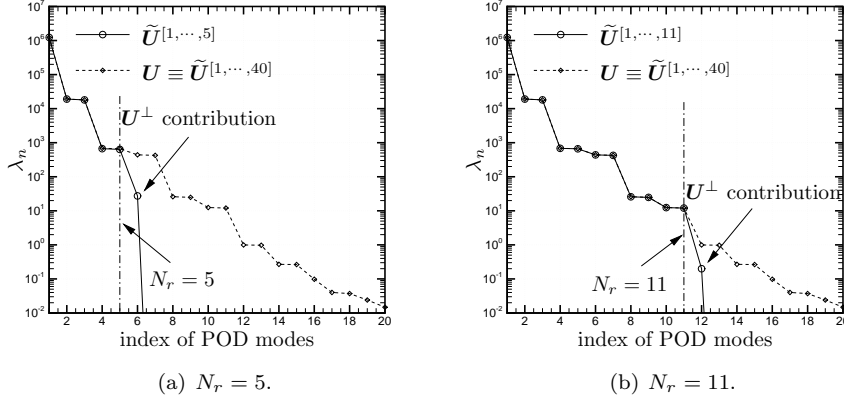 10^7
10^6
10^5
10^4
10^3
10^2
10^1
10^0
10^-1
10^-2
λ_n
Ũ^[1,⋯,5]
U ≡ Ũ^[1,⋯,40]
U^⊥ contribution
N_r = 5
2 4 6 8 10 12 14 16 18 20
index of POD modes
(a) N_r = 5.
10^7
10^6
10^5
10^4
10^3
10^2
10^1
10^0
10^-1
10^-2
λ_n
Ũ^[1,⋯,11]
U ≡ Ũ^[1,⋯,40]
U^⊥ contribution
N_r = 11
2 4 6 8 10 12 14 16 18 20
index of POD modes
(b) N_r = 11.